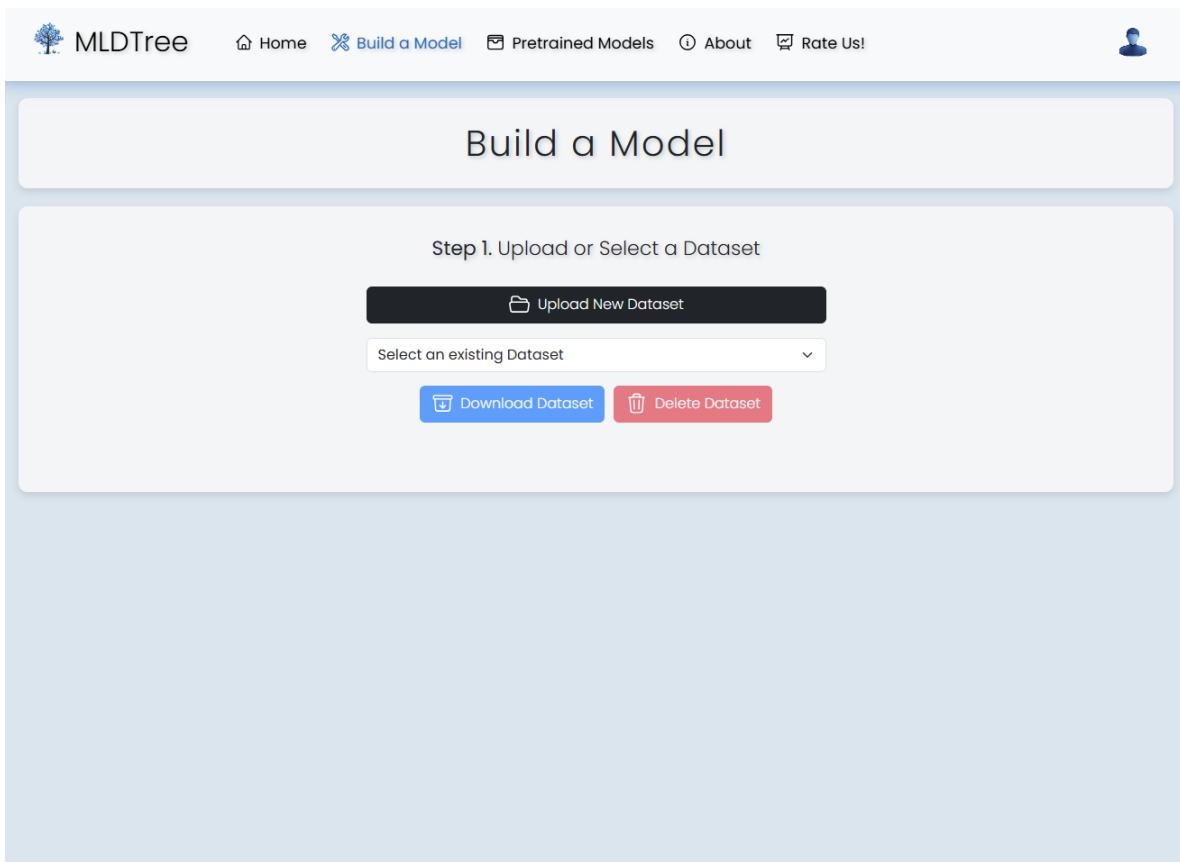 MLDTree Home Build a Model Pretrained Models About Rate Us!
Build a Model
Step 1. Upload or Select a Dataset
Upload New Dataset
Select an existing Dataset
Download Dataset Delete Dataset